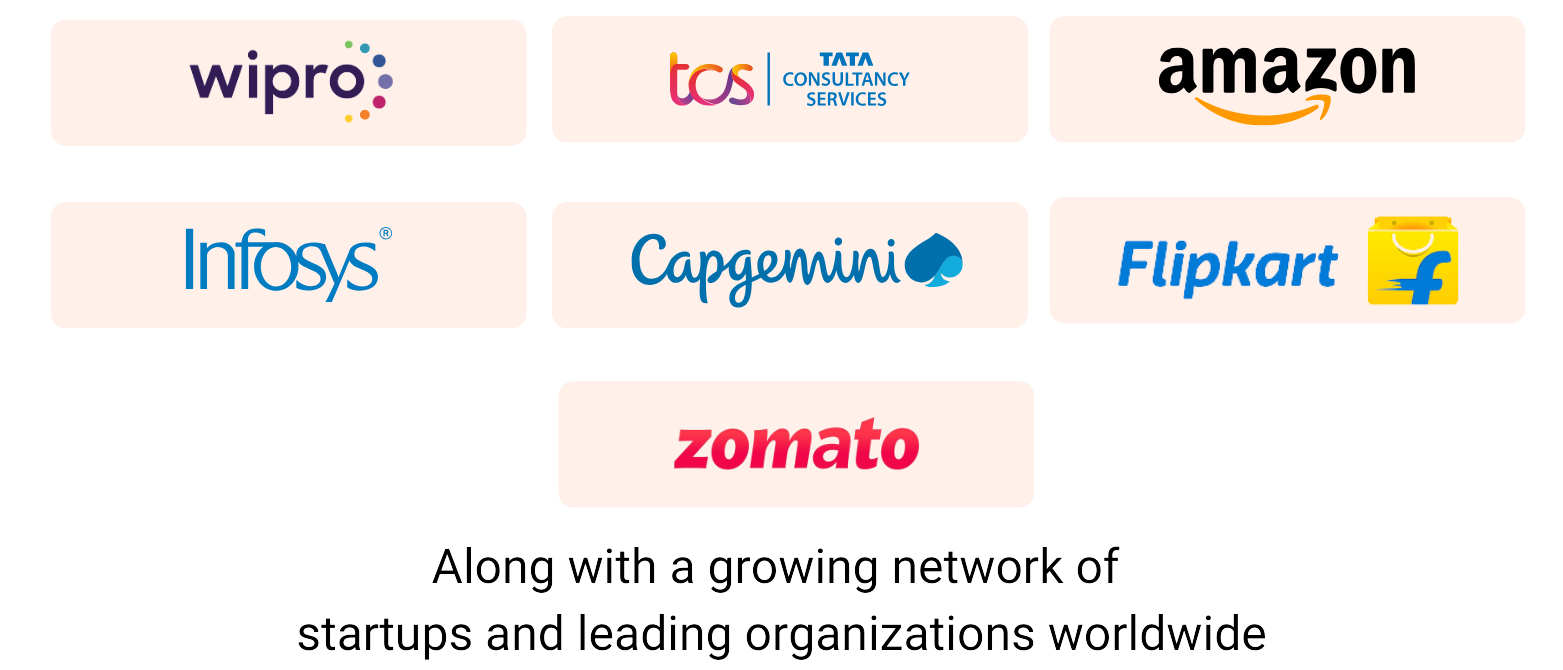 wipro
tcs | TATA
CONSULTANCY
SERVICES
amazon
Infosys®
Capgemini
Flipkart f
zomato
Along with a growing network of
startups and leading organizations worldwide